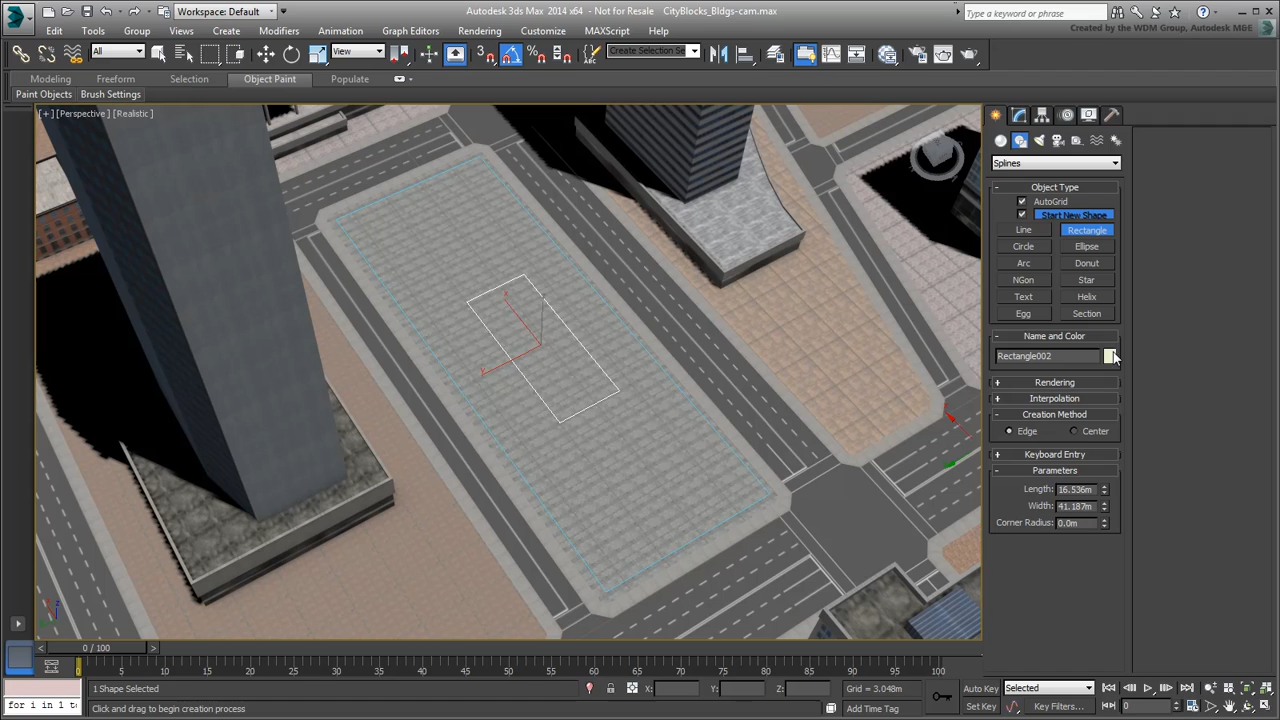 Workspace: Default
Autodesk 3ds Max 2014 x64 - Not for Resale CityBlocks_Bldgs-cam.max
Type a keyword or phrase
Edit Tools Group Views Create Modifiers Animation Graph Editors Rendering Customize MAXScript Help
Created by the WDM Group, Autodesk M&E
All
View
3
%
Create Selection Se
Modeling Freeform Selection Object Paint Populate
Paint Objects Brush Settings
[+] [Perspective] [Realistic]
Splines
- Object Type
AutoGrid
Start New Shape
Line Rectangle
Circle Ellipse
Arc Donut
NGon Star
Text Helix
Egg Section
- Name and Color
Rectangle002
+ Rendering
+ Interpolation
- Creation Method
Edge Center
+ Keyboard Entry
- Parameters
Length: 16.536m
Width: 41.187m
Corner Radius: 0.0m
x
y
z
< 0 / 100 >
0 5 10 15 20 25 30 35 40 45 50 55 60 65 70 75 80 85 90 95 100
1 Shape Selected
X: Y: Z: Grid = 3.048m
Auto Key Selected
for i in 1 to
Click and drag to begin creation process
Add Time Tag
Set Key Key Filters... 0